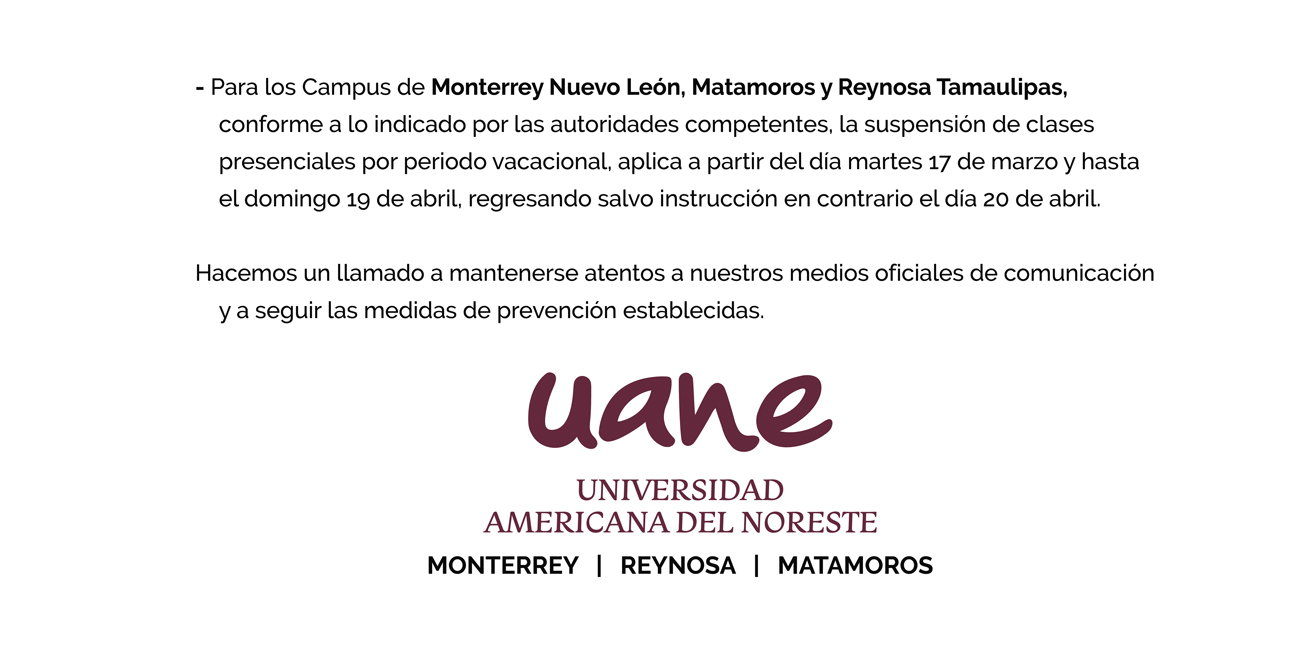 - Para los Campus de Monterrey Nuevo León, Matamoros y Reynosa Tamaulipas,
conforme a lo indicado por las autoridades competentes, la suspensión de clases
presenciales por periodo vacacional, aplica a partir del día martes 17 de marzo y hasta
el domingo 19 de abril, regresando salvo instrucción en contrario el día 20 de abril.
Hacemos un llamado a mantenerse atentos a nuestros medios oficiales de comunicación
y a seguir las medidas de prevención establecidas.
uane
UNIVERSIDAD
AMERICANA DEL NORESTE
MONTERREY | REYNOSA | MATAMOROS